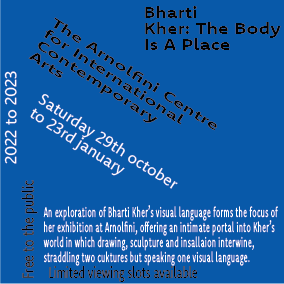 Bharti
Kher: The Body
Is A Place
The Arnolfini Centre
for International
Contemporary
Arts
Saturday 29th october
to 23rd January
2022 to 2023
Free to the public
An exploration of Bharti Kher's visual language forms the focus of
her exhibition at Arnolfini, offering an intimate portal into Kher's
world in which drawing, sculpture and insallaion interwine,
straddling two cuktures but speaking one visual language.
Limited viewing slots available